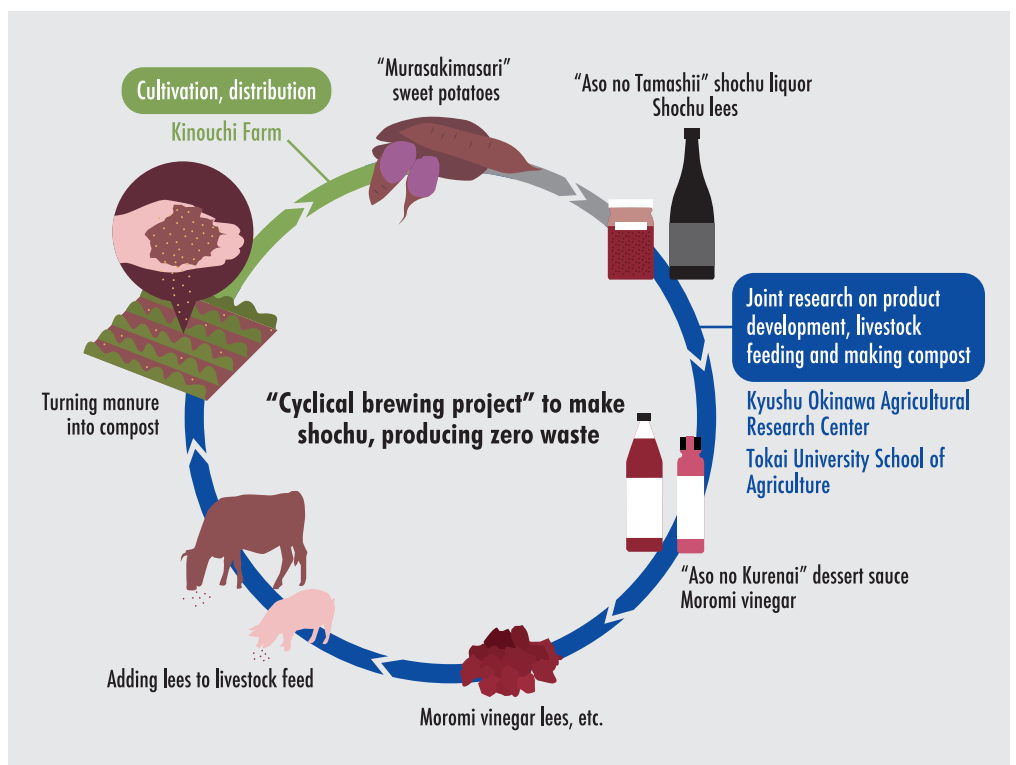 “Murasakimasari”
sweet potatoes
“Aso no Tamashii” shochu liquor
Shochu lees
Cultivation, distribution
Kinouchi Farm
Joint research on product
development, livestock
feeding and making compost
Kyushu Okinawa Agricultural
Research Center
Tokai University School of
Agriculture
“Cyclical brewing project” to make
shochu, producing zero waste
Turning manure
into compost
“Aso no Kurenai” dessert sauce
Moromi vinegar
Adding lees to livestock feed
Moromi vinegar lees, etc.